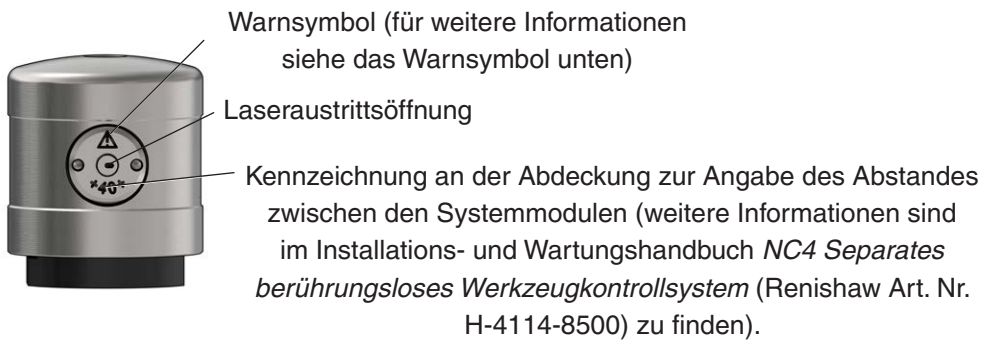 Warnsymbol (für weitere Informationen
siehe das Warnsymbol unten)
Laseraustrittsöffnung
Kennzeichnung an der Abdeckung zur Angabe des Abstandes
zwischen den Systemmodulen (weitere Informationen sind
im Installations- und Wartungshandbuch NC4 Separates
berührungsloses Werkzeugkontrollsystem (Renishaw Art. Nr.
H-4114-8500) zu finden).
*40*